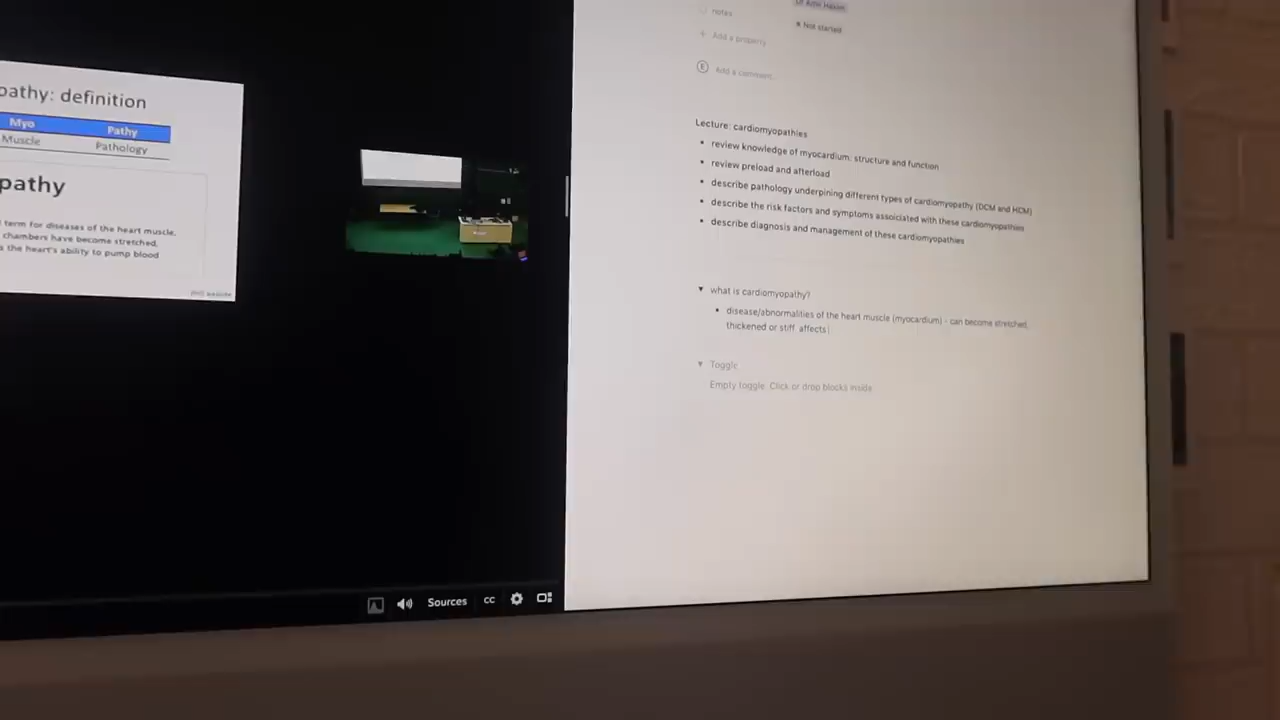 pathy: definition
Myo Pathy
Muscle Pathology
pathy
term for diseases of the heart muscle,
chambers have become stretched,
s the heart's ability to pump blood
Sources CC
notes
Not started
+ Add a property
E Add a comment...
Lecture: cardiomyopathies
• review knowledge of myocardium: structure and function
• review preload and afterload
• describe pathology underpining different types of cardiomyopathy (DCM and HCM)
• describe the risk factors and symptoms assoiciated with these cardiomyopathies
• describe diagnosis and management of these cardiomyopathies
▼ what is cardiomyopathy?
• disease/abnormalities of the heart muscle (myocardium) - can become stretched,
thickened or stiff affects
▼ Toggle
Empty toggle. Click or drop blocks inside.